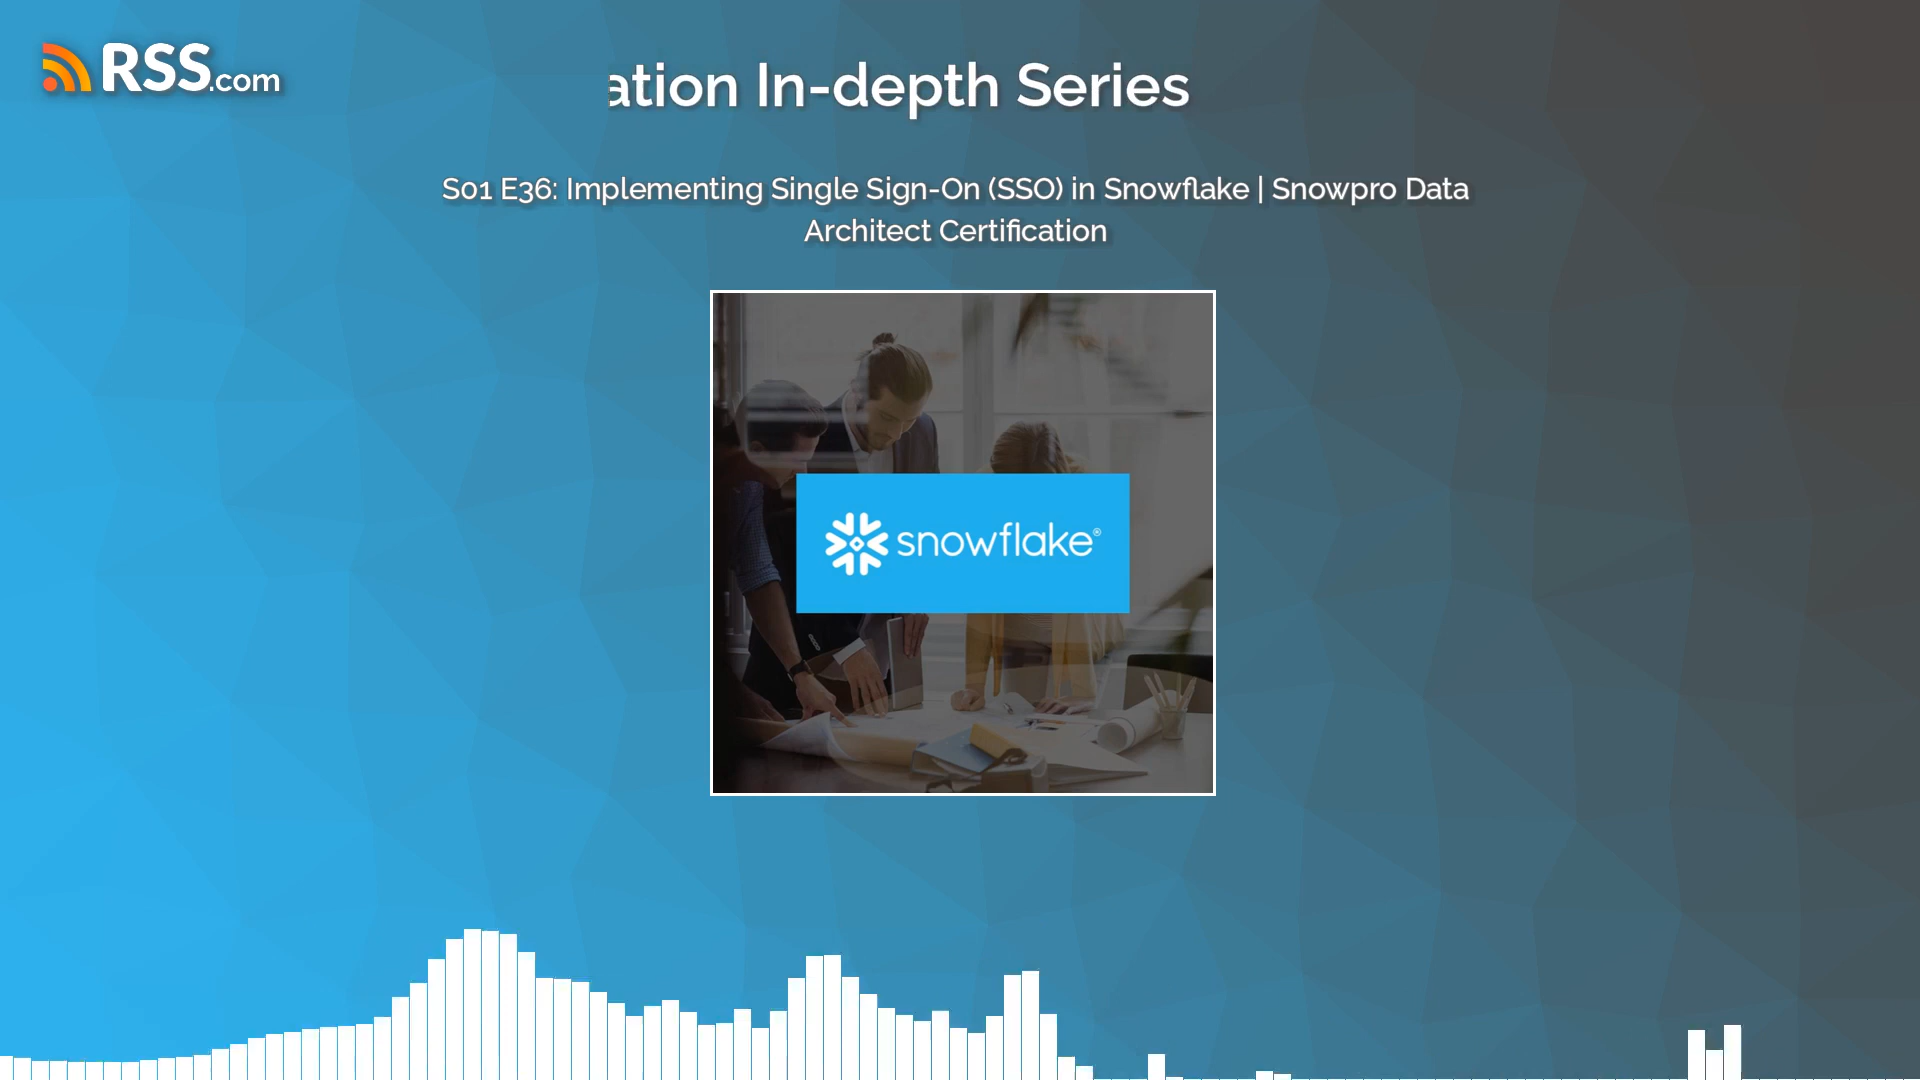 RSS.com
ation In-depth Series
S01 E36: Implementing Single Sign-On (SSO) in Snowflake | Snowpro Data
Architect Certification
snowflake®